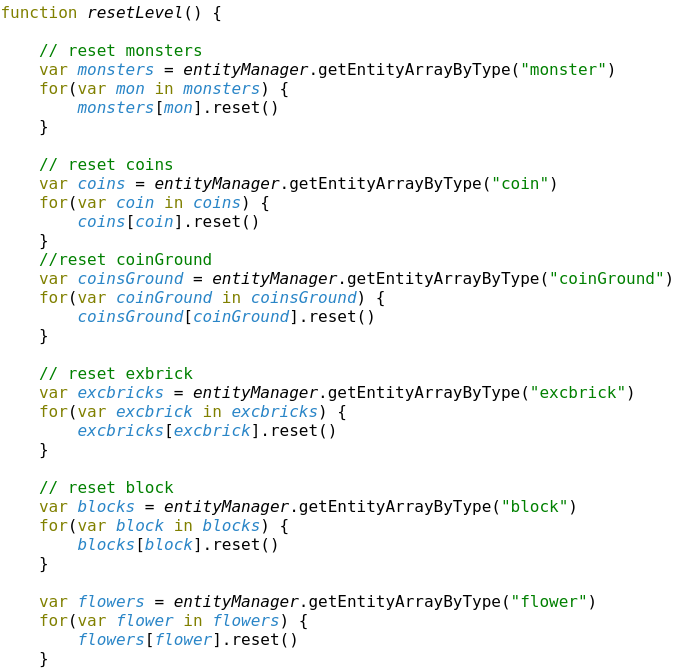 function resetLevel() {

    // reset monsters
    var monsters = entityManager.getEntityArrayByType("monster")
    for(var mon in monsters) {
        monsters[mon].reset()
    }

    // reset coins
    var coins = entityManager.getEntityArrayByType("coin")
    for(var coin in coins) {
        coins[coin].reset()
    }
    //reset coinGround
    var coinsGround = entityManager.getEntityArrayByType("coinGround")
    for(var coinGround in coinsGround) {
        coinsGround[coinGround].reset()
    }

    // reset exbrick
    var excbricks = entityManager.getEntityArrayByType("excbrick")
    for(var excbrick in excbricks) {
        excbricks[excbrick].reset()
    }

    // reset block
    var blocks = entityManager.getEntityArrayByType("block")
    for(var block in blocks) {
        blocks[block].reset()
    }

    var flowers = entityManager.getEntityArrayByType("flower")
    for(var flower in flowers) {
        flowers[flower].reset()
    }